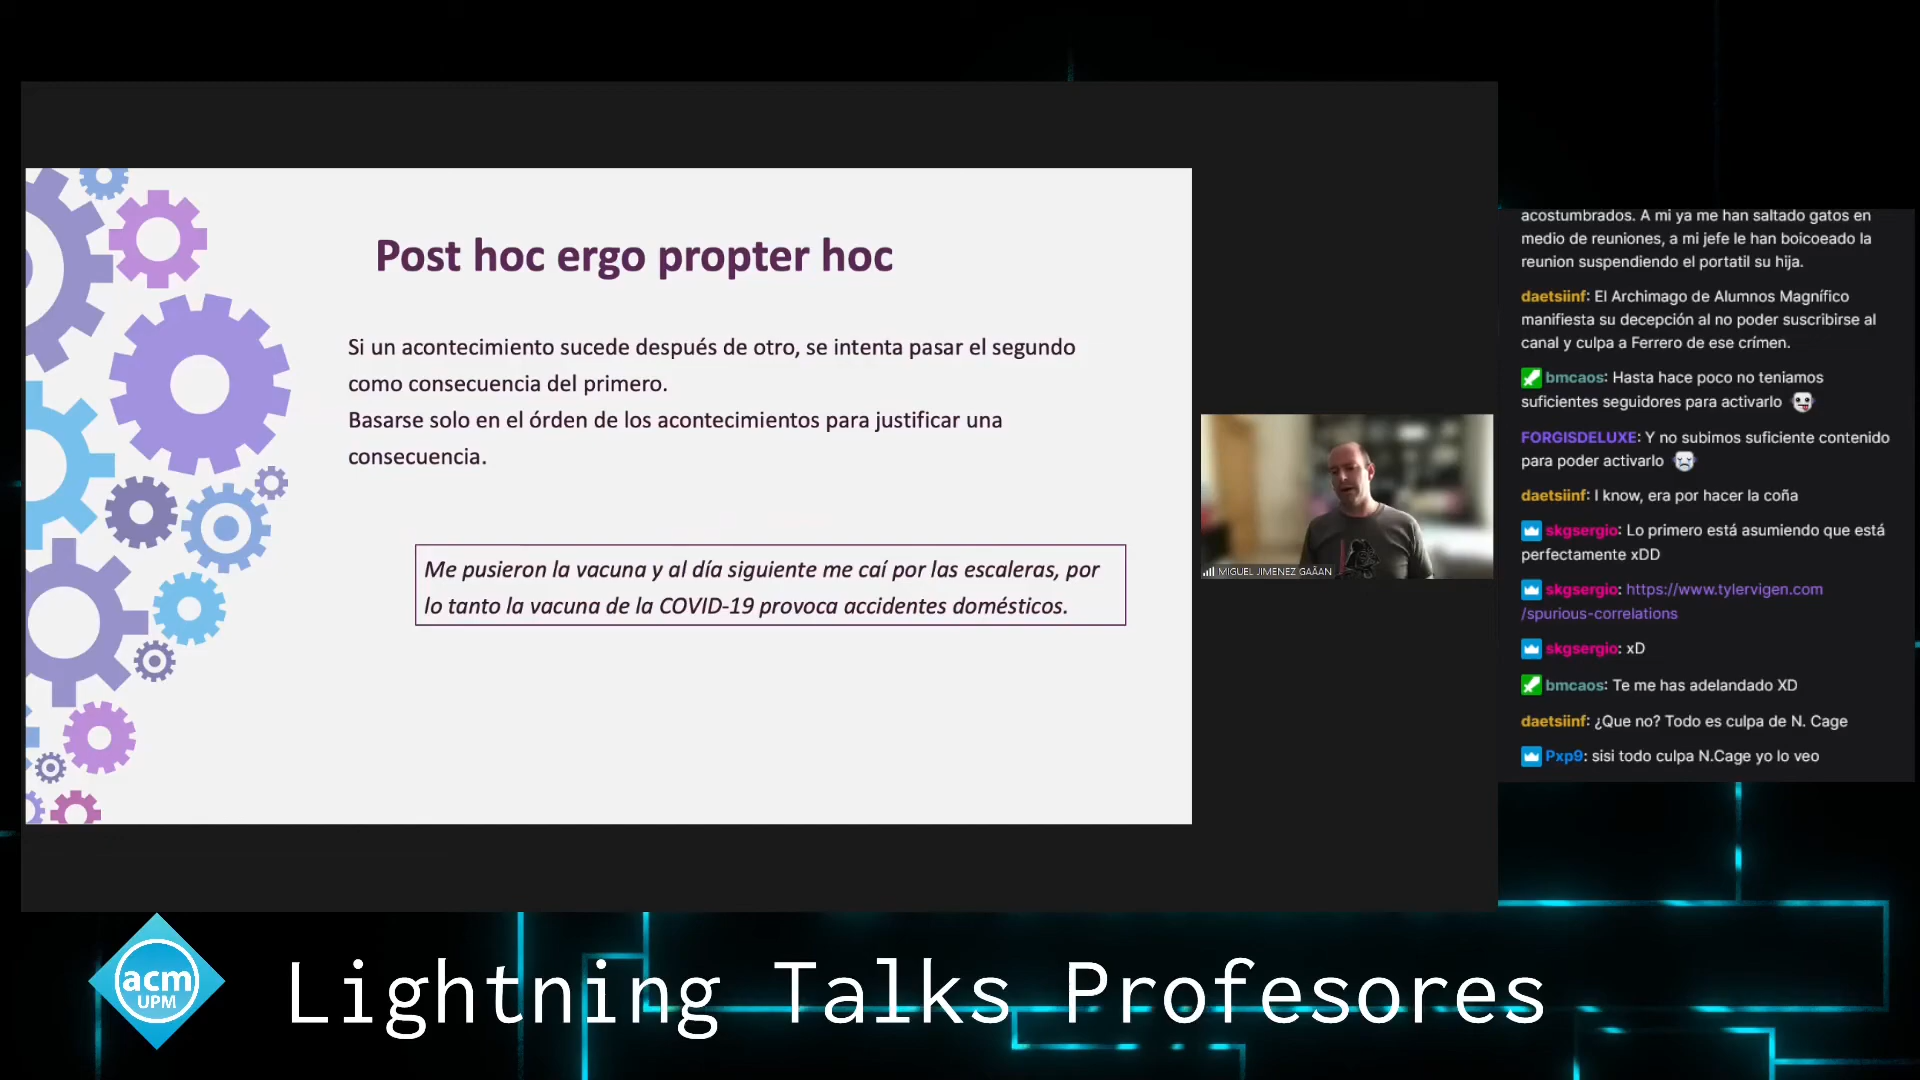 Post hoc ergo propter hoc
Si un acontecimiento sucede después de otro, se intenta pasar el segundo
como consecuencia del primero.
Basarse solo en el órden de los acontecimientos para justificar una
consecuencia.
Me pusieron la vacuna y al día siguiente me caí por las escaleras, por
lo tanto la vacuna de la COVID-19 provoca accidentes domésticos.
MIGUEL JIMENEZ GAÃAN
acostumbrados. A mi ya me han saltado gatos en
medio de reuniones, a mi jefe le han boicoeado la
reunion suspendiendo el portatil su hija.
daetsiinf: El Archimago de Alumnos Magnífico
manifiesta su decepción al no poder suscribirse al
canal y culpa a Ferrero de ese crímen.
bmcaos: Hasta hace poco no teniamos
suficientes seguidores para activarlo
FORGISDELUXE: Y no subimos suficiente contenido
para poder activarlo
daetsiinf: I know, era por hacer la coña
skgsergio: Lo primero está asumiendo que está
perfectamente xDD
skgsergio: https://www.tylervigen.com
/spurious-correlations
skgsergio: xD
bmcaos: Te me has adelandado XD
daetsiinf: ¿Que no? Todo es culpa de N. Cage
Pxp9: sisi todo culpa N.Cage yo lo veo
acm
UPM
Lightning Talks Profesores